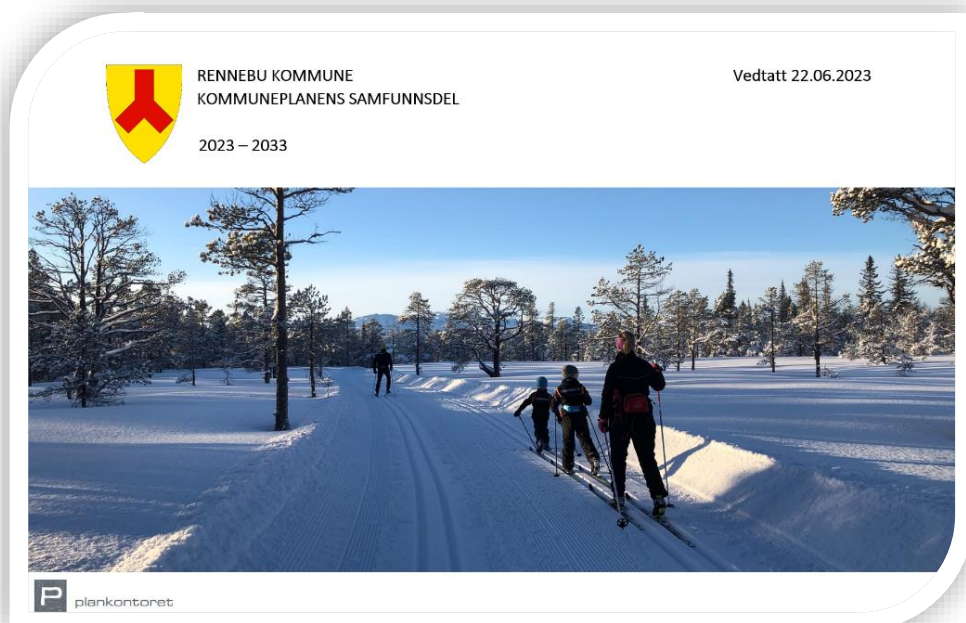 RENNEBU KOMMUNE
KOMMUNEPLANENS SAMFUNNSDEL
2023 – 2033
Vedtatt 22.06.2023
P plankontoret